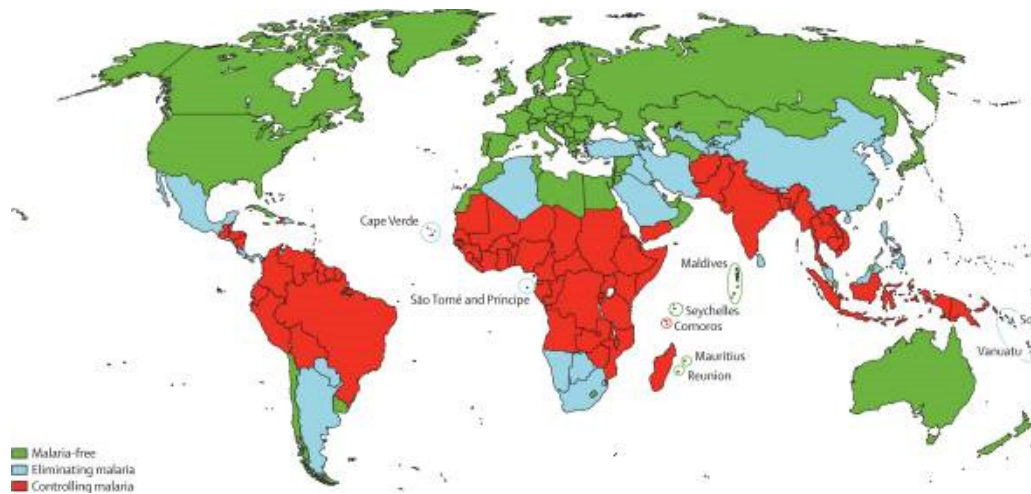 Cape Verde
Maldives
São Tomé and Príncipe
Seychelles
Comoros
Vanuatu
Mauritius
Reunion
Malaria-free
Eliminating malaria
Controlling malaria